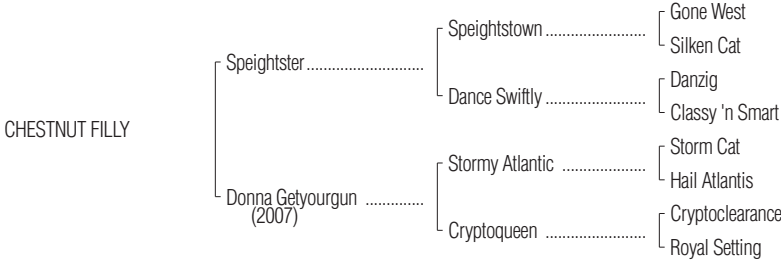 Gone West
Speightstown ........................
Silken Cat
Speightster ............................
Danzig
Dance Swiftly ........................
Classy 'n Smart
CHESTNUT FILLY
Storm Cat
Stormy Atlantic ....................
Hail Atlantis
Donna Getyourgun ..............
(2007)
Cryptoclearance
Cryptoqueen ........................
Royal Setting